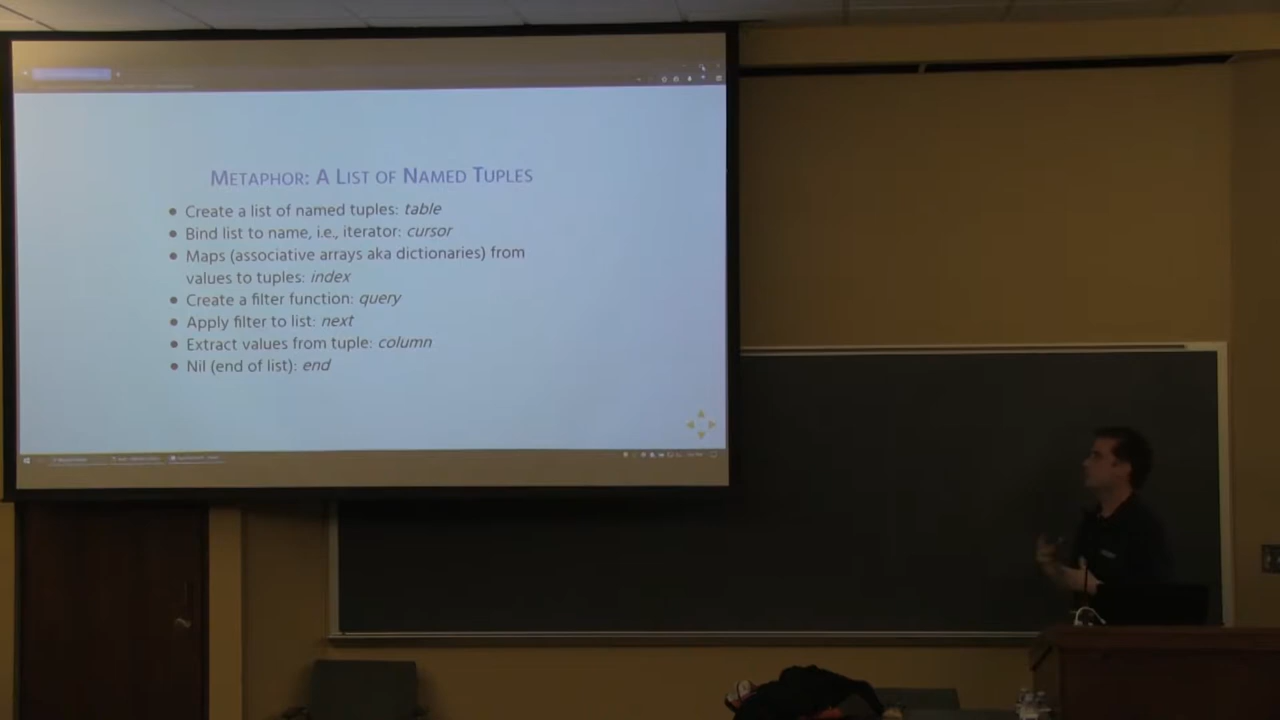 METAPHOR: A LIST OF NAMED TUPLES
• Create a list of named tuples: table
• Bind list to name, i.e., iterator: cursor
• Maps (associative arrays aka dictionaries) from
values to tuples: index
• Create a filter function: query
• Apply filter to list: next
• Extract values from tuple: column
• Nil (end of list): end